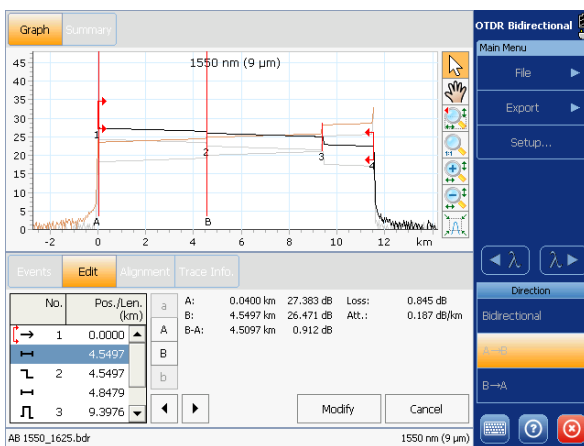 Graph Summary
OTDR Bidirectional
Main Menu
File
Export
Setup...
1550 nm (9 µm)
45
40
35
30
25
20
15
10
5
0
1
2
3
4
A
B
-2 0 2 4 6 8 10 12 km
1:1
Events Edit Alignment Trace Info.
No. Pos./Len. (km)
1 0.0000
4.5497
2 4.5497
4.8479
3 9.3976
a
A
B
b
A: 0.0400 km 27.383 dB Loss: 0.845 dB
B: 4.5497 km 26.471 dB Att.: 0.187 dB/km
B-A: 4.5097 km 0.912 dB
Modify Cancel
λ λ
Direction
Bidirectional
A→B
B→A
AB 1550_1625.bdr 1550 nm (9 µm)